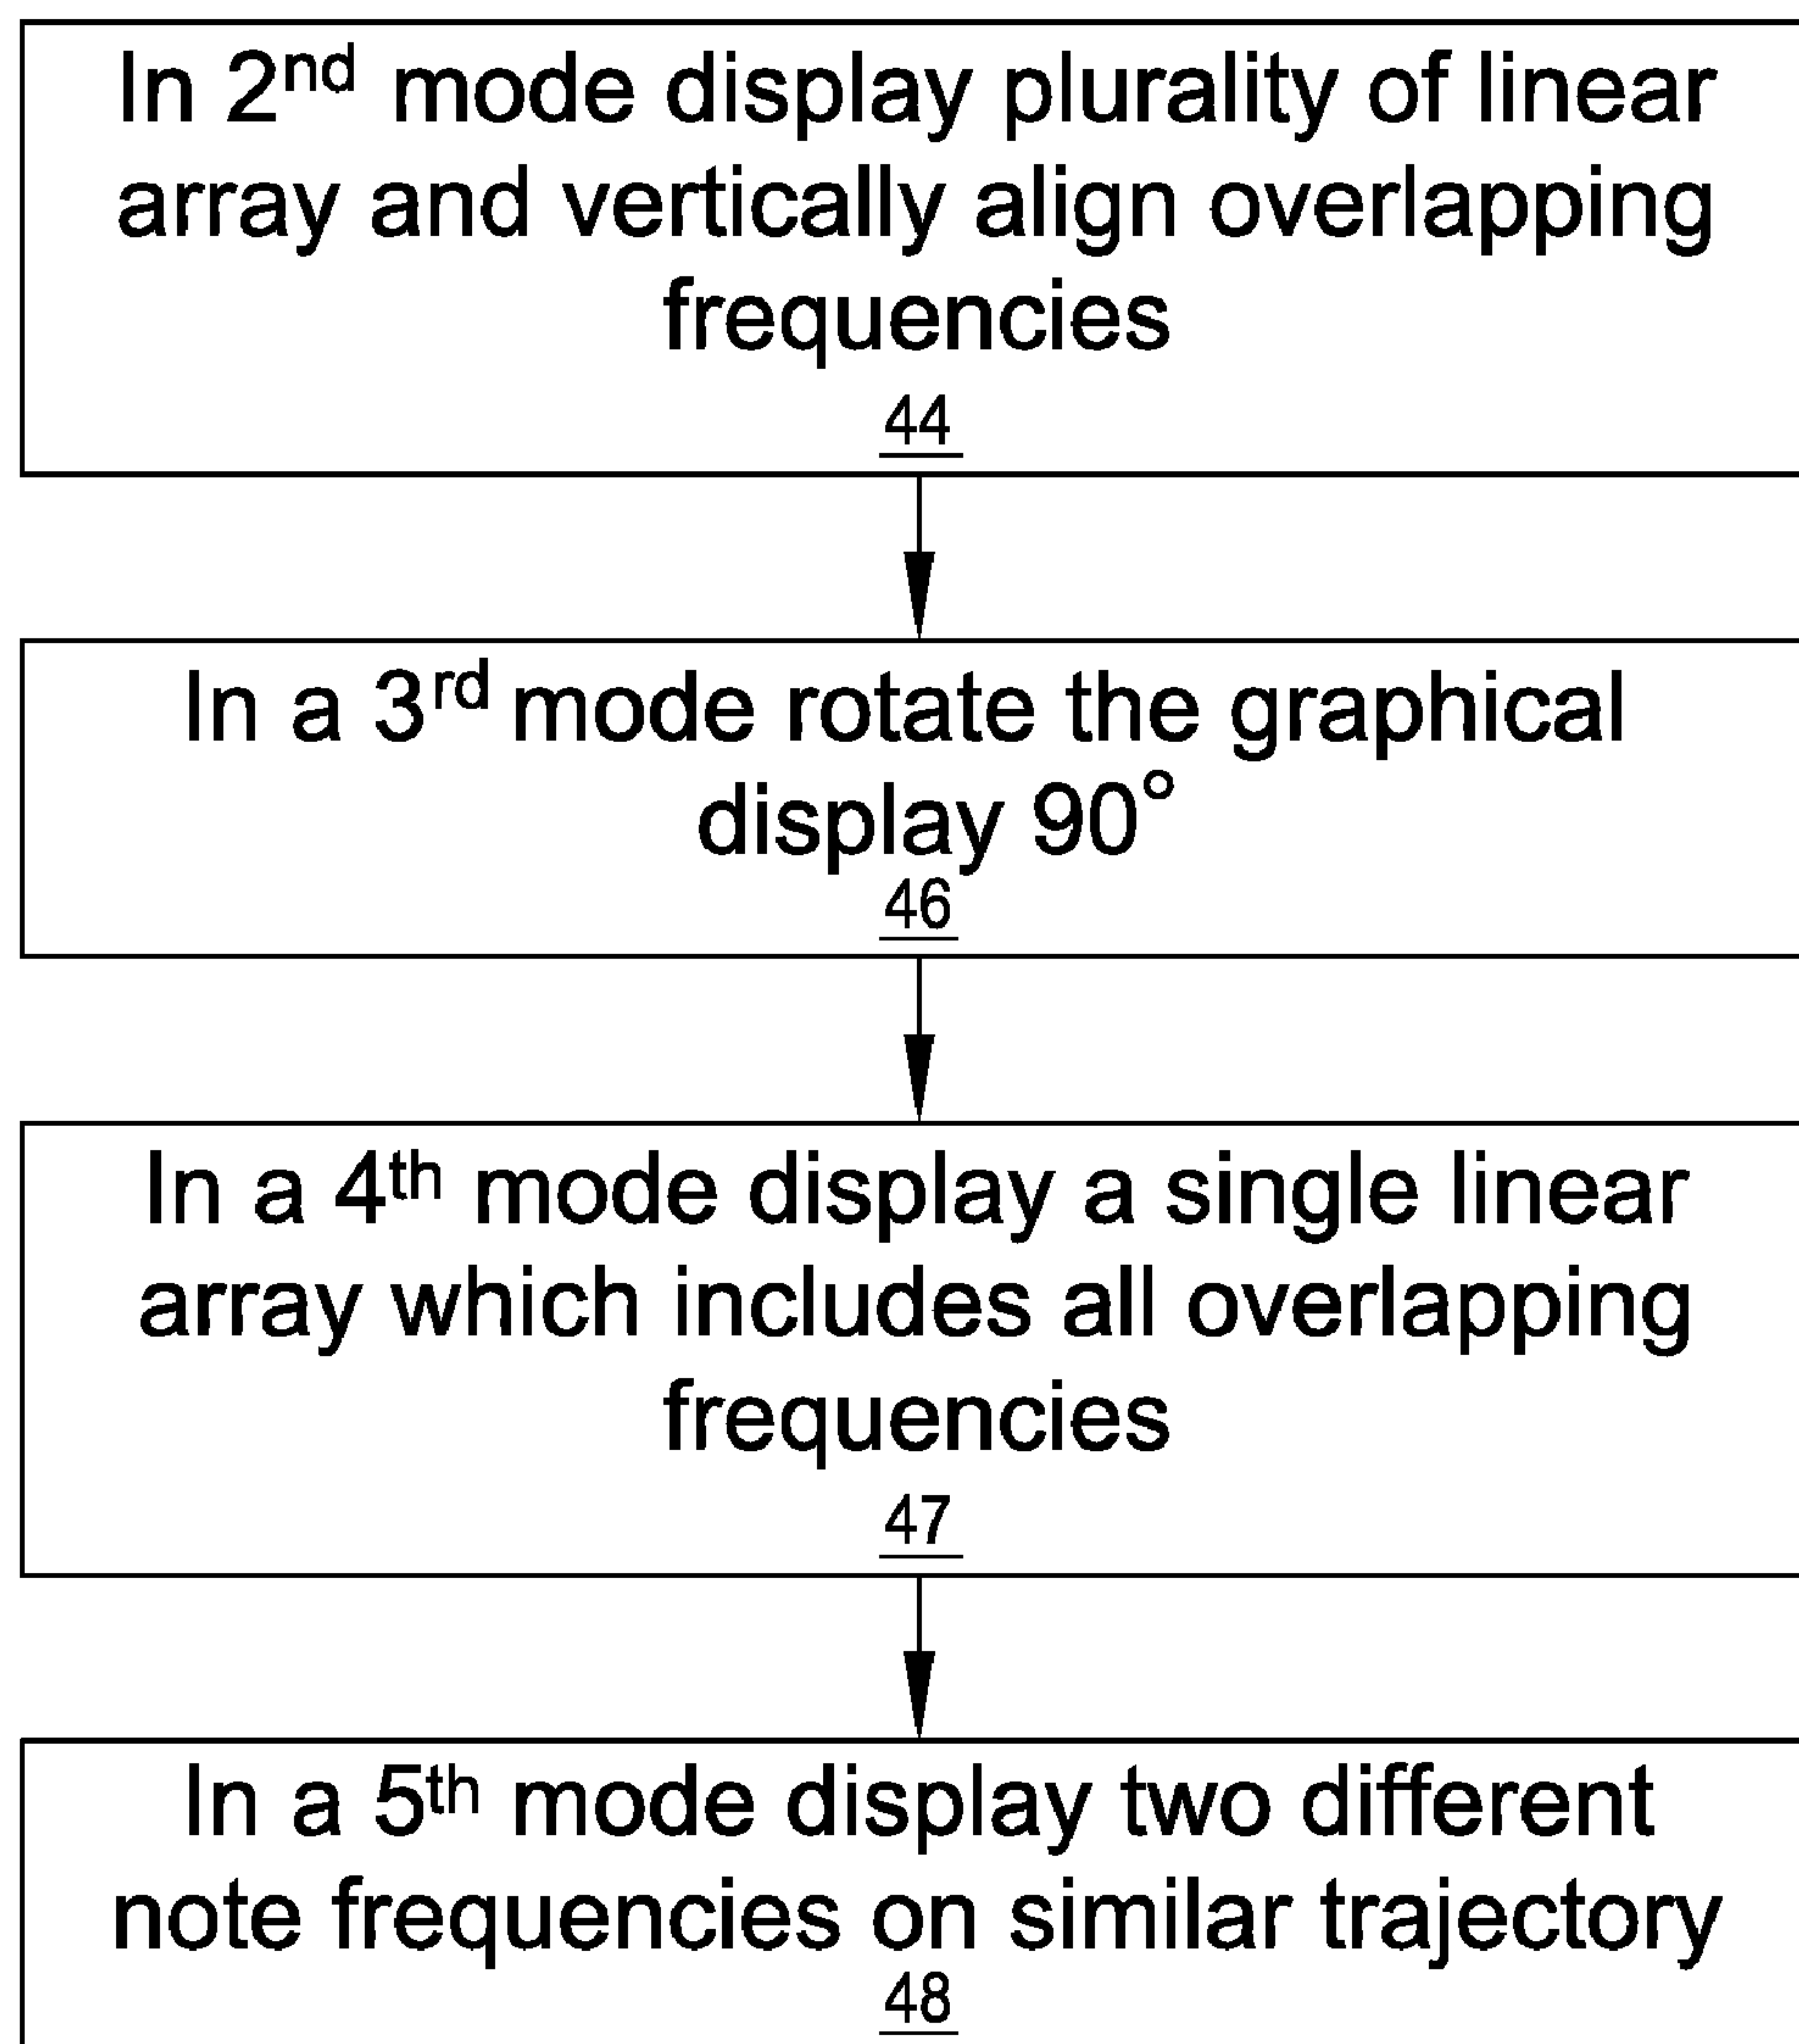 In 2nd mode display plurality of linear
array and vertically align overlapping
frequencies
44
In a 3rd mode rotate the graphical
display 90°
46
In a 4th mode display a single linear
array which includes all overlapping
frequencies
47
In a 5th mode display two different
note frequencies on similar trajectory
48